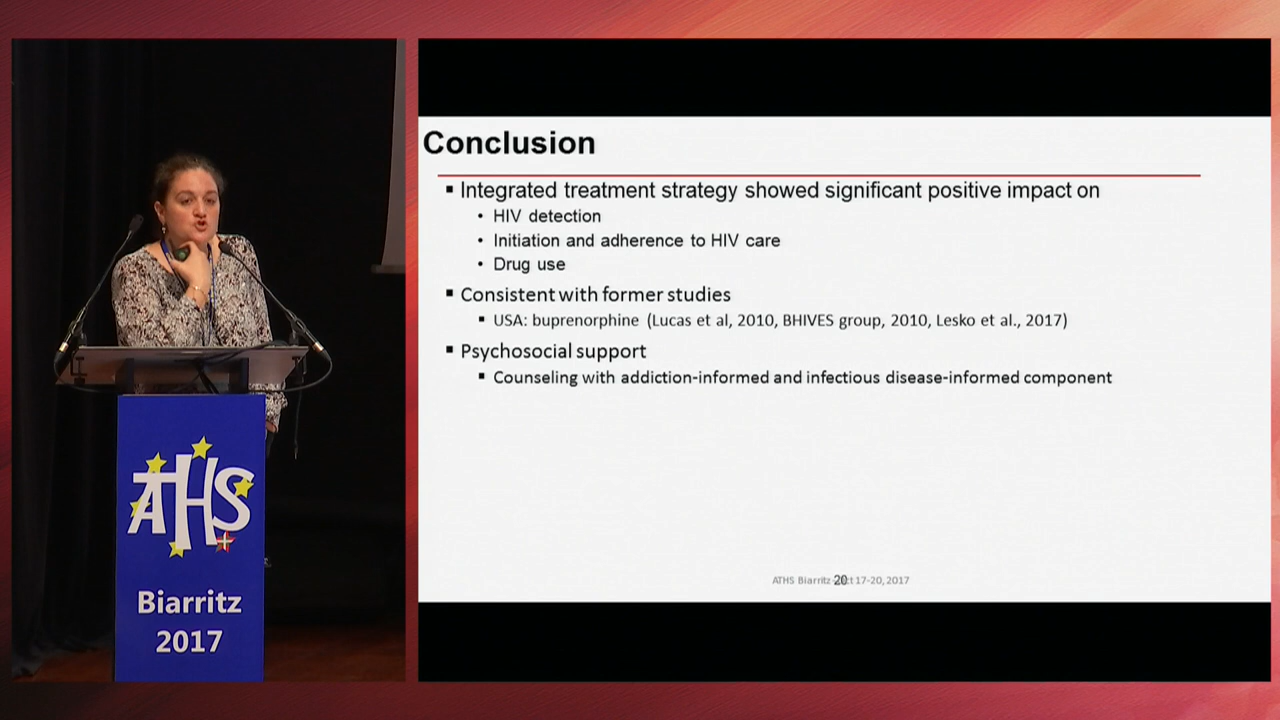 Conclusion
Integrated treatment strategy showed significant positive impact on
HIV detection
Initiation and adherence to HIV care
Drug use
Consistent with former studies
USA: buprenorphine (Lucas et al, 2010, BHIVES group, 2010, Lesko et al., 2017)
Psychosocial support
Counseling with addiction-informed and infectious disease-informed component
ATHS Biarritz 20 ct 17-20, 2017
ATHS
Biarritz
2017